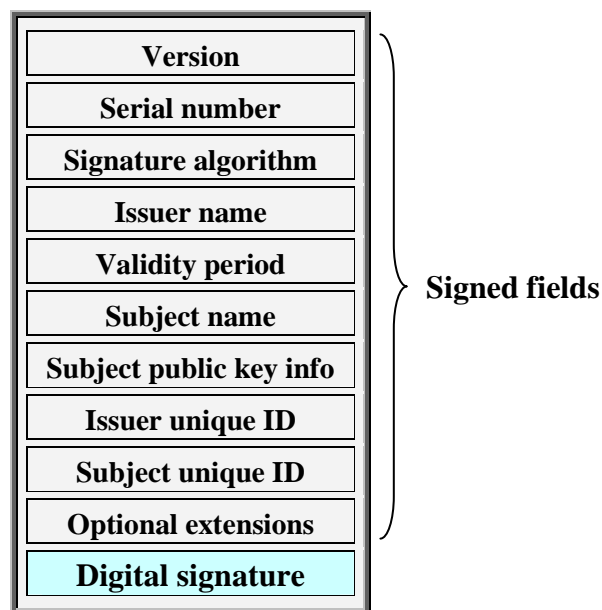 Version
Serial number
Signature algorithm
Issuer name
Validity period
Subject name
Subject public key info
Issuer unique ID
Subject unique ID
Optional extensions
Digital signature
Signed fields